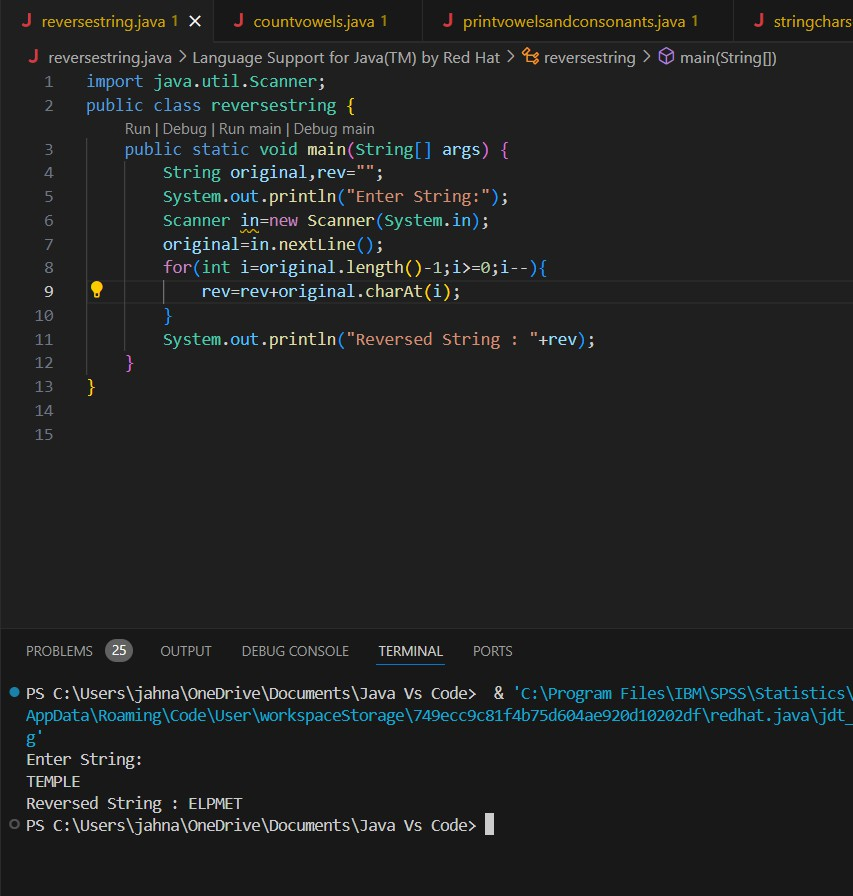 reversestring.java 1 countvowels.java 1 printvowelsandconsonants.java 1 stringchars
reversestring.java > Language Support for Java(TM) by Red Hat > reversestring > main(String[])
1 import java.util.Scanner;
2 public class reversestring {
Run | Debug | Run main | Debug main
3 public static void main(String[] args) {
4 String original,rev="";
5 System.out.println("Enter String:");
6 Scanner in=new Scanner(System.in);
7 original=in.nextLine();
8 for(int i=original.length()-1;i>=0;i--){
9 rev=rev+original.charAt(i);
10 }
11 System.out.println("Reversed String : "+rev);
12 }
13 }
14
15
PROBLEMS 25 OUTPUT DEBUG CONSOLE TERMINAL PORTS
PS C:\Users\jahna\OneDrive\Documents\Java Vs Code>  & 'C:\Program Files\IBM\SPSS\Statistics\
AppData\Roaming\Code\User\workspaceStorage\749ecc9c81f4b75d604ae920d10202df\redhat.java\jdt_
g'
Enter String:
TEMPLE
Reversed String : ELPMET
PS C:\Users\jahna\OneDrive\Documents\Java Vs Code>